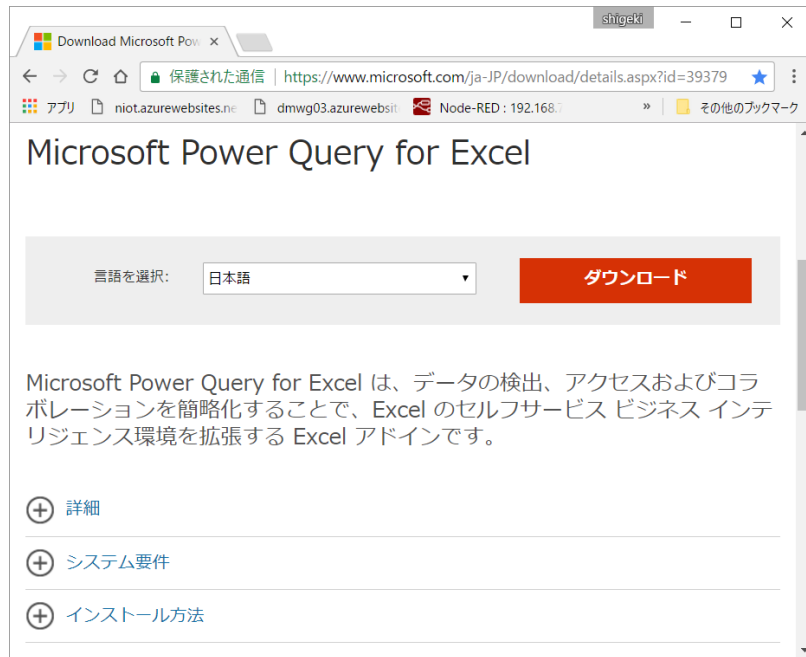 shigeki
Download Microsoft Pow
保護された通信 | https://www.microsoft.com/ja-JP/download/details.aspx?id=39379
アプリ niot.azurewebsites.ne dmwg03.azurewebsit Node-RED : 192.168.7 » その他のブックマーク
Microsoft Power Query for Excel
言語を選択: 日本語 ダウンロード
Microsoft Power Query for Excel は、データの検出、アクセスおよびコラ
ボレーションを簡略化することで、Excel のセルフサービス ビジネス インテ
リジェンス環境を拡張する Excel アドインです。
詳細
システム要件
インストール方法